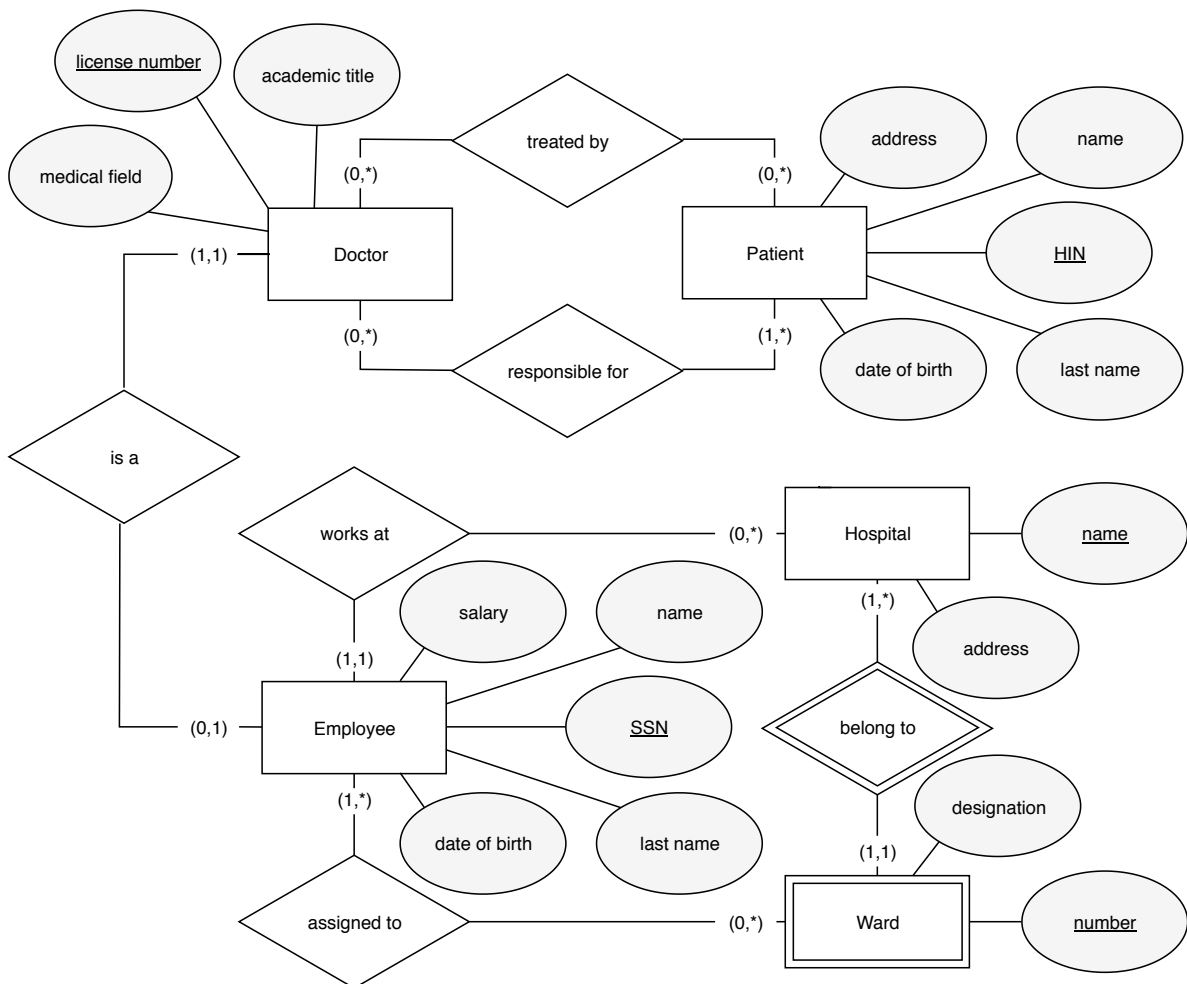 license number
academic title
medical field
treated by
address
name
(0,*)
(0,*)
(1,1)
Doctor
Patient
HIN
(0,*)
(1,*)
responsible for
date of birth
last name
is a
works at
(0,*)
Hospital
name
(1,*)
salary
name
address
(1,1)
(0,1)
Employee
SSN
belong to
(1,*)
designation
date of birth
last name
(1,1)
assigned to
(0,*)
Ward
number